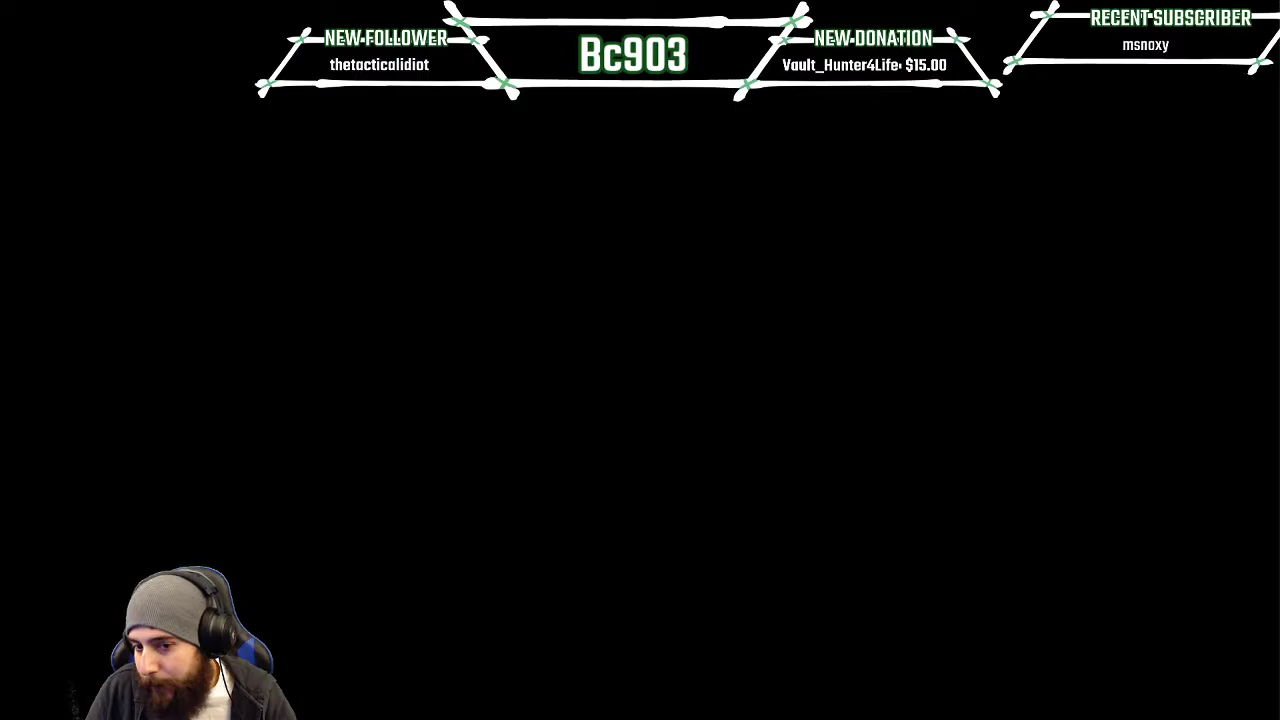 NEW FOLLOWER
thetacticalidiot
Bc903
NEW DONATION
Vault_Hunter4Life: $15.00
RECENT SUBSCRIBER
msnoxy